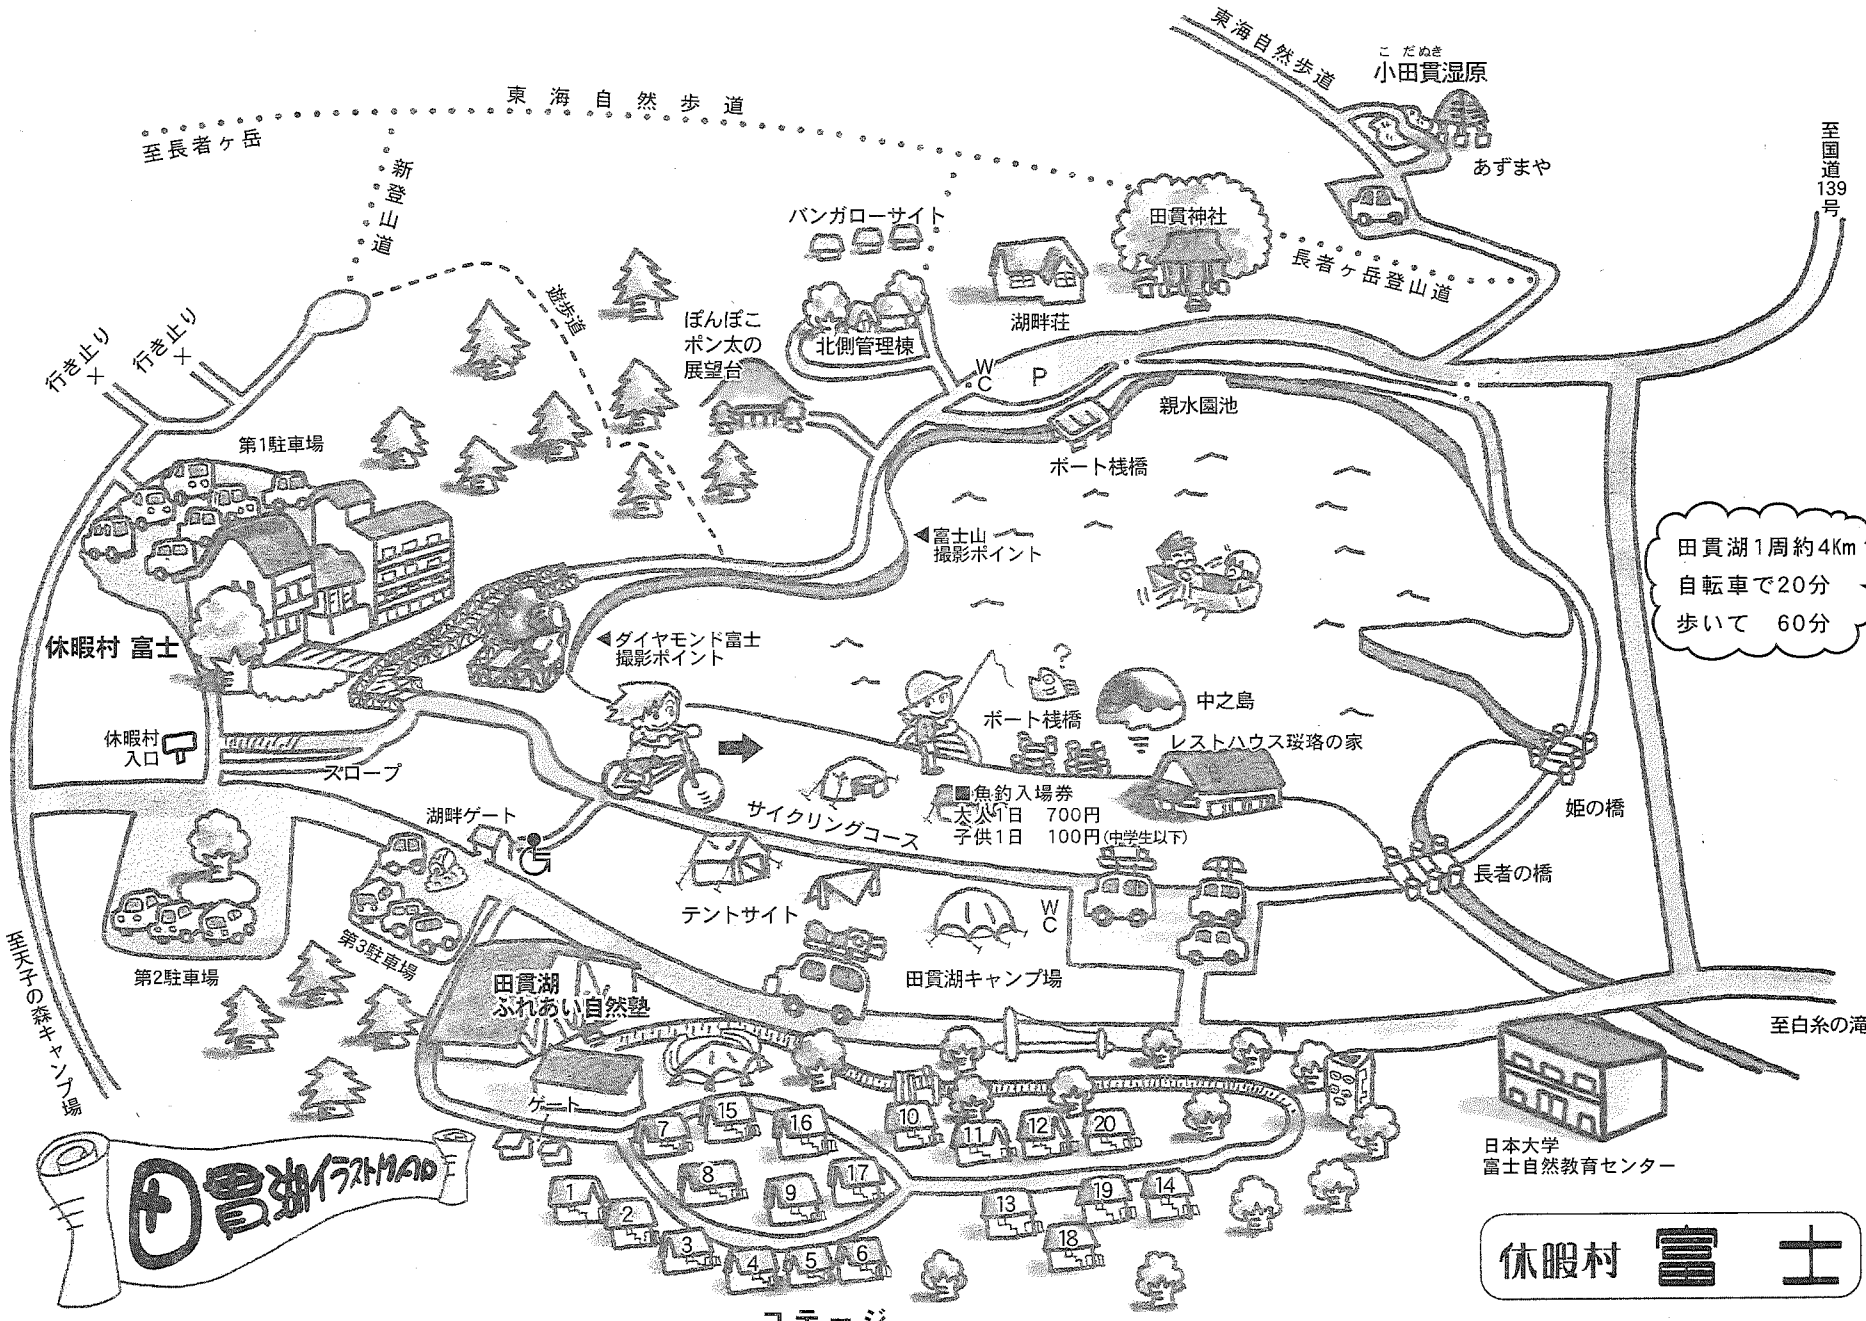 東海自然歩道
こだぬき
小田貫湿原
あずまや
至国道139号
東海自然歩道
至長者ヶ岳
新登山道
遊歩道
バンガローサイト
田貫神社
長者ヶ岳登山道
湖畔荘
北側管理棟
ぽんぽこ
ポン太の
展望台
WC
P
親水園池
ボート桟橋
行き止り
行き止り
第1駐車場
富士山
撮影ポイント
ダイヤモンド富士
撮影ポイント
田貫湖1周約4Km
自転車で20分
歩いて 60分
休暇村 富士
休暇村
入口
スロープ
湖畔ゲート
?
ボート桟橋
中之島
レストハウス瑗珞の家
■魚釣入場券
大人1日 700円
子供1日 100円(中学生以下)
サイクリングコース
姫の橋
長者の橋
テントサイト
WC
田貫湖キャンプ場
第2駐車場
第3駐車場
至天子の森キャンプ場
田貫湖
ふれあい自然塾
至白糸の滝
ゲート
日本大学
富士自然教育センター
7
15
16
10
11
12
20
8
9
17
1
2
3
4
5
6
13
19
14
18
コテージ
田貫湖イラストMAP
休暇村 富士